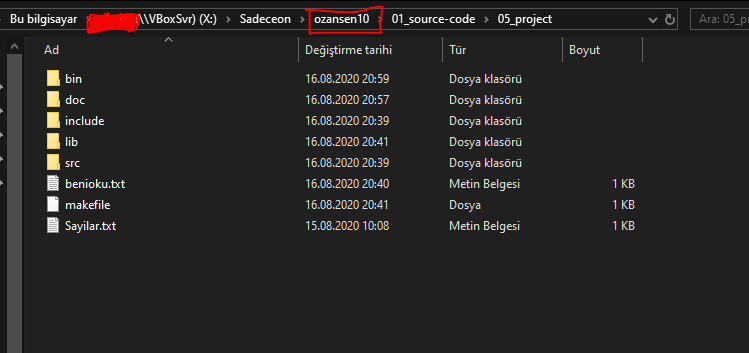 Bu bilgisayar (\\VBoxSvr) (X:) Sadeceon ozansen10 01_source-code 05_project Ara: 05_p
Ad Değiştirme tarihi Tür Boyut
bin 16.08.2020 20:59 Dosya klasörü
doc 16.08.2020 20:57 Dosya klasörü
include 16.08.2020 20:39 Dosya klasörü
lib 16.08.2020 20:41 Dosya klasörü
src 16.08.2020 20:39 Dosya klasörü
benioku.txt 16.08.2020 20:40 Metin Belgesi 1 KB
makefile 16.08.2020 20:41 Dosya 1 KB
Sayilar.txt 15.08.2020 10:08 Metin Belgesi 1 KB